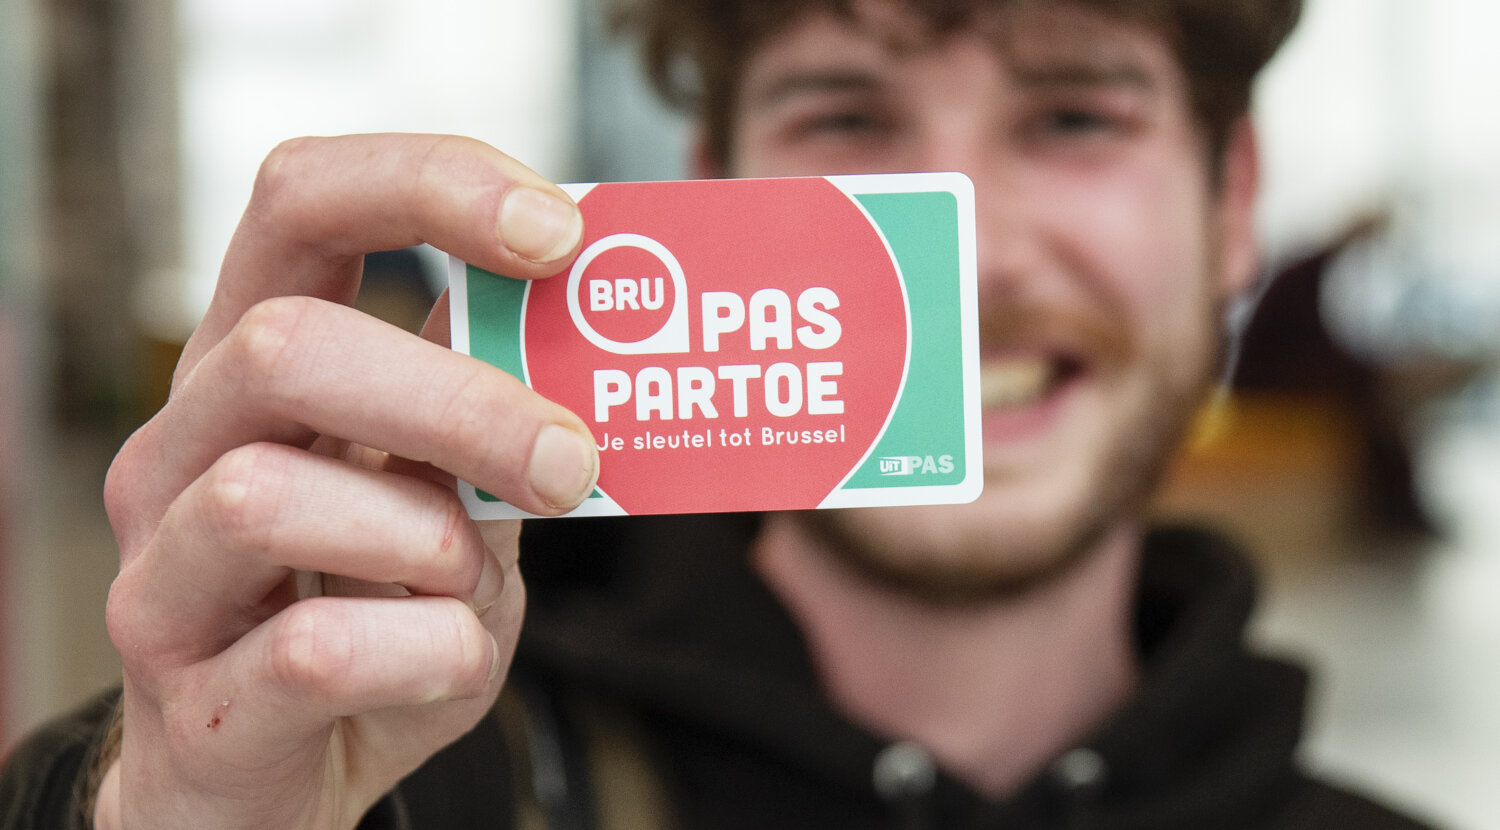 BRU
PAS
PARTOE
Je sleutel tot Brussel
UiTPAS